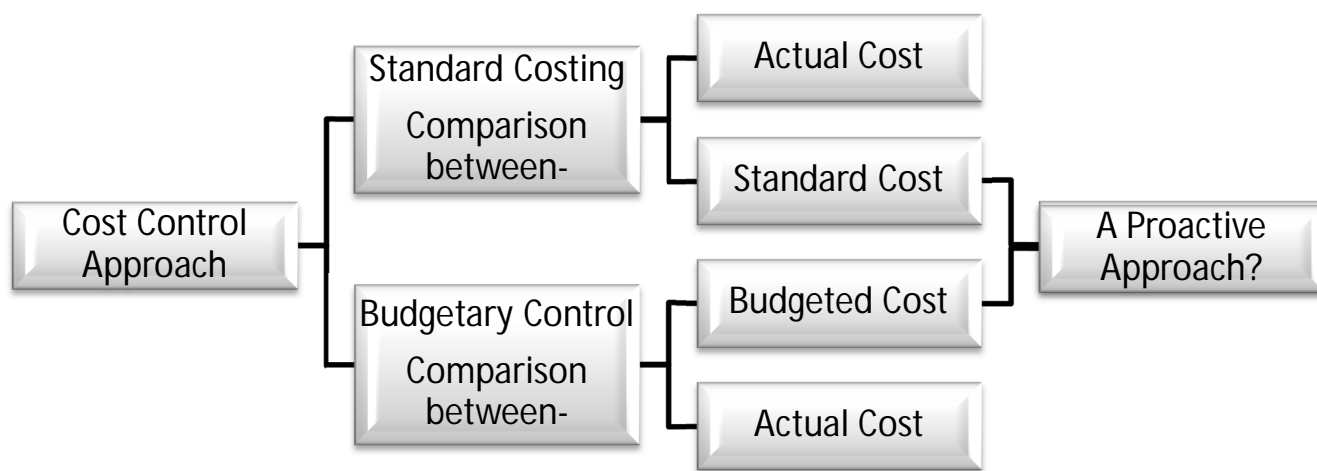 Cost Control
Approach
Standard Costing
Comparison
between-
Budgetary Control
Comparison
between-
Actual Cost
Standard Cost
Budgeted Cost
Actual Cost
A Proactive
Approach?